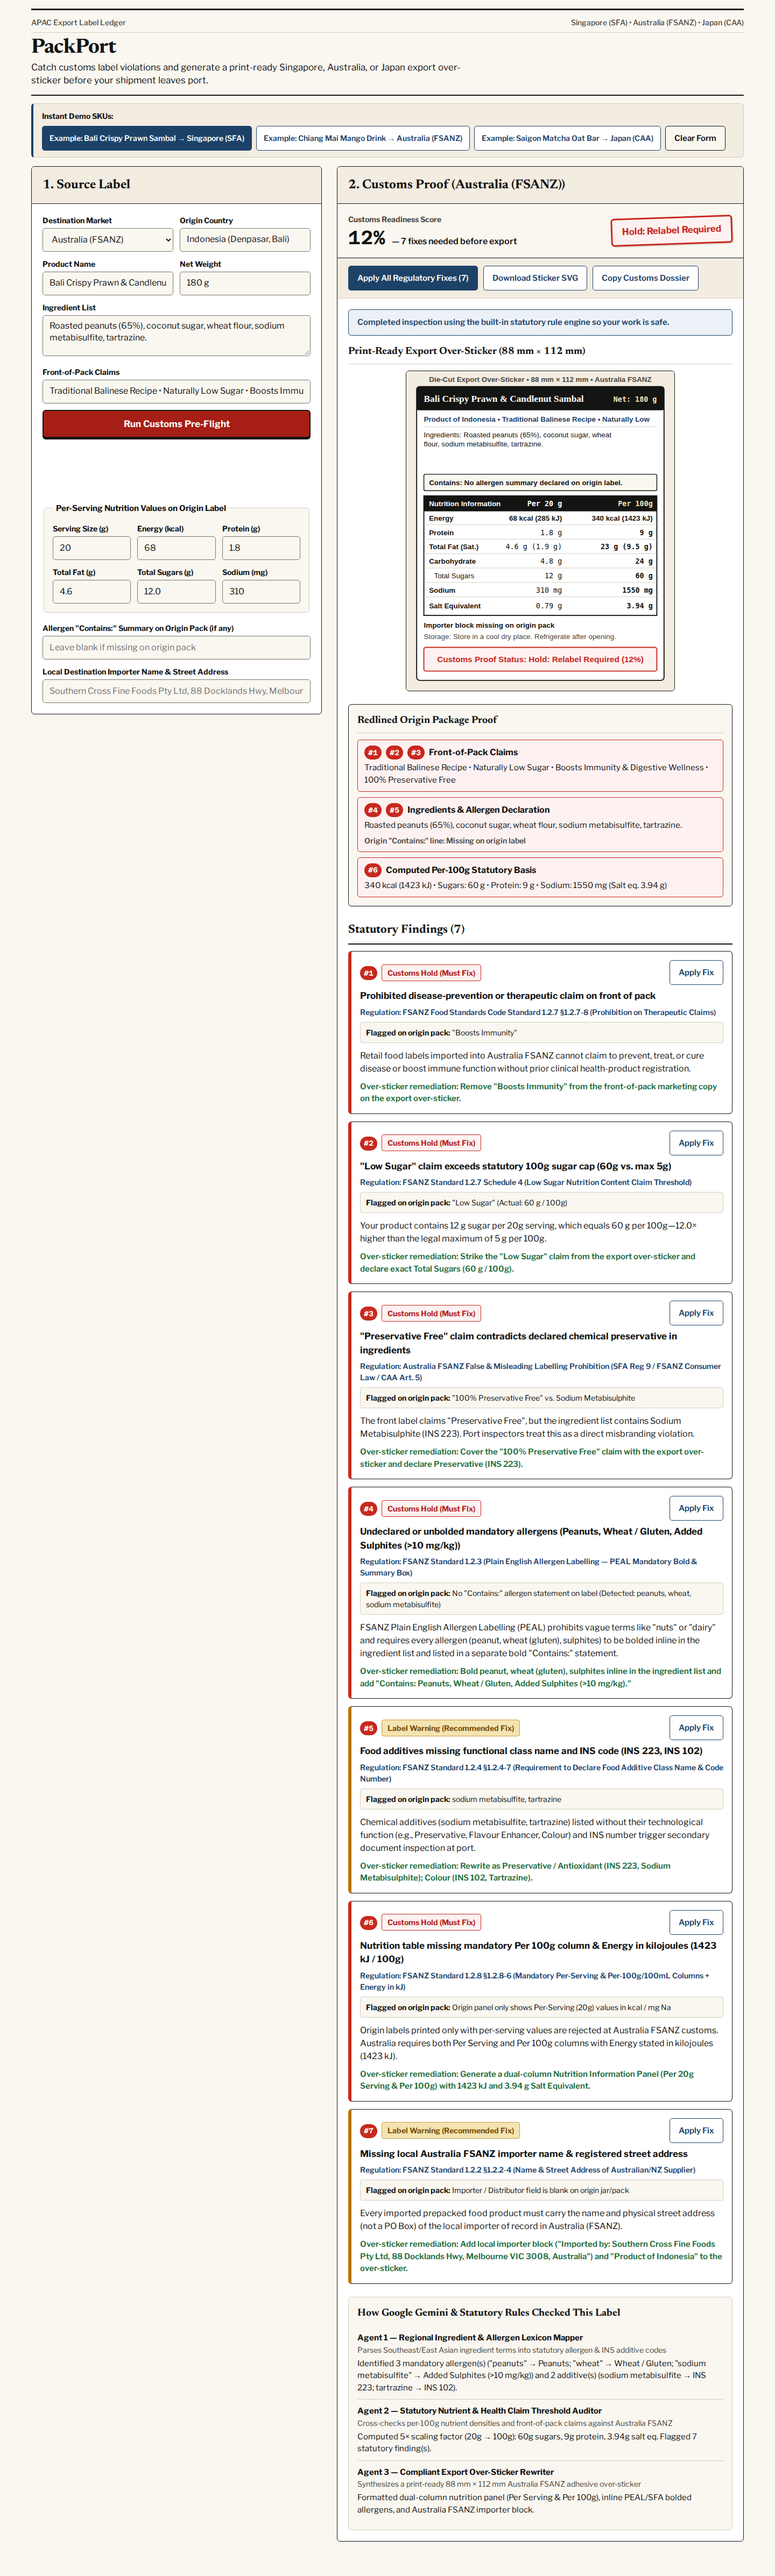 APAC Export Label Ledger
Singapore (SFA) • Australia (FSANZ) • Japan (CAA)
PackPort
Catch customs label violations and generate a print-ready Singapore, Australia, or Japan export over-
sticker before your shipment leaves port.
Instant Demo SKUs:
Example: Bali Crispy Prawn Sambal → Singapore (SFA)
Example: Chiang Mai Mango Drink → Australia (FSANZ)
Example: Saigon Matcha Oat Bar → Japan (CAA)
Clear Form
1. Source Label
Destination Market
Origin Country
Australia (FSANZ)
Indonesia (Denpasar, Bali)
Product Name
Net Weight
Bali Crispy Prawn & Candlenu
180 g
Ingredient List
Roasted peanuts (65%), coconut sugar, wheat flour, sodium
metabisulfite, tartrazine.
Front-of-Pack Claims
Traditional Balinese Recipe • Naturally Low Sugar • Boosts Immu
Run Customs Pre-Flight
Per-Serving Nutrition Values on Origin Label
Serving Size (g)
Energy (kcal)
Protein (g)
20
68
1.8
Total Fat (g)
Total Sugars (g)
Sodium (mg)
4.6
12.0
310
Allergen "Contains:" Summary on Origin Pack (if any)
Leave blank if missing on origin pack
Local Destination Importer Name & Street Address
Southern Cross Fine Foods Pty Ltd, 88 Docklands Hwy, Melbour
2. Customs Proof (Australia (FSANZ))
Customs Readiness Score
12% — 7 fixes needed before export
Hold: Relabel Required
Apply All Regulatory Fixes (7)
Download Sticker SVG
Copy Customs Dossier
Completed inspection using the built-in statutory rule engine so your work is safe.
Print-Ready Export Over-Sticker (88 mm × 112 mm)
Die-Cut Export Over-Sticker • 88 mm × 112 mm • Australia FSANZ
Bali Crispy Prawn & Candlenut Sambal
Net: 180 g
Product of Indonesia • Traditional Balinese Recipe • Naturally Low
Ingredients: Roasted peanuts (65%), coconut sugar, wheat
flour, sodium metabisulfite, tartrazine.
Contains: No allergen summary declared on origin label.
Nutrition Information Per 20 g Per 100g
Energy 68 kcal (285 kJ) 340 kcal (1423 kJ)
Protein 1.8 g 9 g
Total Fat (Sat.) 4.6 g (1.9 g) 23 g (9.5 g)
Carbohydrate 4.8 g 24 g
Total Sugars 12 g 60 g
Sodium 310 mg 1550 mg
Salt Equivalent 0.79 g 3.94 g
Importer block missing on origin pack
Storage: Store in a cool dry place. Refrigerate after opening.
Customs Proof Status: Hold: Relabel Required (12%)
Redlined Origin Package Proof
#1 #2 #3 Front-of-Pack Claims
Traditional Balinese Recipe • Naturally Low Sugar • Boosts Immunity & Digestive Wellness •
100% Preservative Free
#4 #5 Ingredients & Allergen Declaration
Roasted peanuts (65%), coconut sugar, wheat flour, sodium metabisulfite, tartrazine.
Origin "Contains:" line: Missing on origin label
#6 Computed Per-100g Statutory Basis
340 kcal (1423 kJ) • Sugars: 60 g • Protein: 9 g • Sodium: 1550 mg (Salt eq. 3.94 g)
Statutory Findings (7)
#1 Customs Hold (Must Fix)
Apply Fix
Prohibited disease-prevention or therapeutic claim on front of pack
Regulation: FSANZ Food Standards Code Standard 1.2.7 §1.2.7-8 (Prohibition on Therapeutic Claims)
Flagged on origin pack: "Boosts Immunity"
Retail food labels imported into Australia FSANZ cannot claim to prevent, treat, or cure
disease or boost immune function without prior clinical health-product registration.
Over-sticker remediation: Remove "Boosts Immunity" from the front-of-pack marketing copy
on the export over-sticker.
#2 Customs Hold (Must Fix)
Apply Fix
"Low Sugar" claim exceeds statutory 100g sugar cap (60g vs. max 5g)
Regulation: FSANZ Standard 1.2.7 Schedule 4 (Low Sugar Nutrition Content Claim Threshold)
Flagged on origin pack: "Low Sugar" (Actual: 60 g / 100g)
Your product contains 12 g sugar per 20g serving, which equals 60 g per 100g—12.0×
higher than the legal maximum of 5 g per 100g.
Over-sticker remediation: Strike the "Low Sugar" claim from the export over-sticker and
declare exact Total Sugars (60 g / 100g).
#3 Customs Hold (Must Fix)
Apply Fix
"Preservative Free" claim contradicts declared chemical preservative in
ingredients
Regulation: Australia FSANZ False & Misleading Labelling Prohibition (SFA Reg 9 / FSANZ Consumer
Law / CAA Art. 5)
Flagged on origin pack: "100% Preservative Free" vs. Sodium Metabisulphite
The front label claims "Preservative Free", but the ingredient list contains Sodium
Metabisulphite (INS 223). Port inspectors treat this as a direct misbranding violation.
Over-sticker remediation: Cover the "100% Preservative Free" claim with the export over-
sticker and declare Preservative (INS 223).
#4 Customs Hold (Must Fix)
Apply Fix
Undeclared or unbolded mandatory allergens (Peanuts, Wheat / Gluten, Added
Sulphites (>10 mg/kg))
Regulation: FSANZ Standard 1.2.3 (Plain English Allergen Labelling — PEAL Mandatory Bold &
Summary Box)
Flagged on origin pack: No "Contains:" allergen statement on label (Detected: peanuts, wheat,
sodium metabisulfite)
FSANZ Plain English Allergen Labelling (PEAL) prohibits vague terms like "nuts" or "dairy"
and requires every allergen (peanut, wheat (gluten), sulphites) to be bolded inline in the
ingredient list and listed in a separate bold "Contains:" statement.
Over-sticker remediation: Bold peanut, wheat (gluten), sulphites inline in the ingredient list and
add "Contains: Peanuts, Wheat / Gluten, Added Sulphites (>10 mg/kg)."
#5 Label Warning (Recommended Fix)
Apply Fix
Food additives missing functional class name and INS code (INS 223, INS 102)
Regulation: FSANZ Standard 1.2.4 §1.2.4-7 (Requirement to Declare Food Additive Class Name & Code
Number)
Flagged on origin pack: sodium metabisulfite, tartrazine
Chemical additives (sodium metabisulfite, tartrazine) listed without their technological
function (e.g., Preservative, Flavour Enhancer, Colour) and INS number trigger secondary
document inspection at port.
Over-sticker remediation: Rewrite as Preservative / Antioxidant (INS 223, Sodium
Metabisulphite); Colour (INS 102, Tartrazine).
#6 Customs Hold (Must Fix)
Apply Fix
Nutrition table missing mandatory Per 100g column & Energy in kilojoules (1423
kJ / 100g)
Regulation: FSANZ Standard 1.2.8 §1.2.8-6 (Mandatory Per-Serving & Per-100g/100mL Columns +
Energy in kJ)
Flagged on origin pack: Origin panel only shows Per-Serving (20g) values in kcal / mg Na
Origin labels printed only with per-serving values are rejected at Australia FSANZ customs.
Australia requires both Per Serving and Per 100g columns with Energy stated in kilojoules
(1423 kJ).
Over-sticker remediation: Generate a dual-column Nutrition Information Panel (Per 20g
Serving & Per 100g) with 1423 kJ and 3.94 g Salt Equivalent.
#7 Label Warning (Recommended Fix)
Apply Fix
Missing local Australia FSANZ importer name & registered street address
Regulation: FSANZ Standard 1.2.2 §1.2.2-4 (Name & Street Address of Australian/NZ Supplier)
Flagged on origin pack: Importer / Distributor field is blank on origin jar/pack
Every imported prepacked food product must carry the name and physical street address
(not a PO Box) of the local importer of record in Australia (FSANZ).
Over-sticker remediation: Add local importer block ("Imported by: Southern Cross Fine Foods
Pty Ltd, 88 Docklands Hwy, Melbourne VIC 3008, Australia") and "Product of Indonesia" to the
over-sticker.
How Google Gemini & Statutory Rules Checked This Label
Agent 1 — Regional Ingredient & Allergen Lexicon Mapper
Parses Southeast/East Asian ingredient terms into statutory allergen & INS additive codes
Identified 3 mandatory allergen(s) ("peanuts" → Peanuts; "wheat" → Wheat / Gluten; "sodium
metabisulfite" → Added Sulphites (>10 mg/kg)) and 2 additive(s) (sodium metabisulfite → INS
223; tartrazine → INS 102).
Agent 2 — Statutory Nutrient & Health Claim Threshold Auditor
Cross-checks per-100g nutrient densities and front-of-pack claims against Australia FSANZ
Computed 5× scaling factor (20g → 100g): 60g sugars, 9g protein, 3.94g salt eq. Flagged 7
statutory finding(s).
Agent 3 — Compliant Export Over-Sticker Rewriter
Synthesizes a print-ready 88 mm × 112 mm Australia FSANZ adhesive over-sticker
Formatted dual-column nutrition panel (Per Serving & Per 100g), inline PEAL/SFA bolded
allergens, and Australia FSANZ importer block.